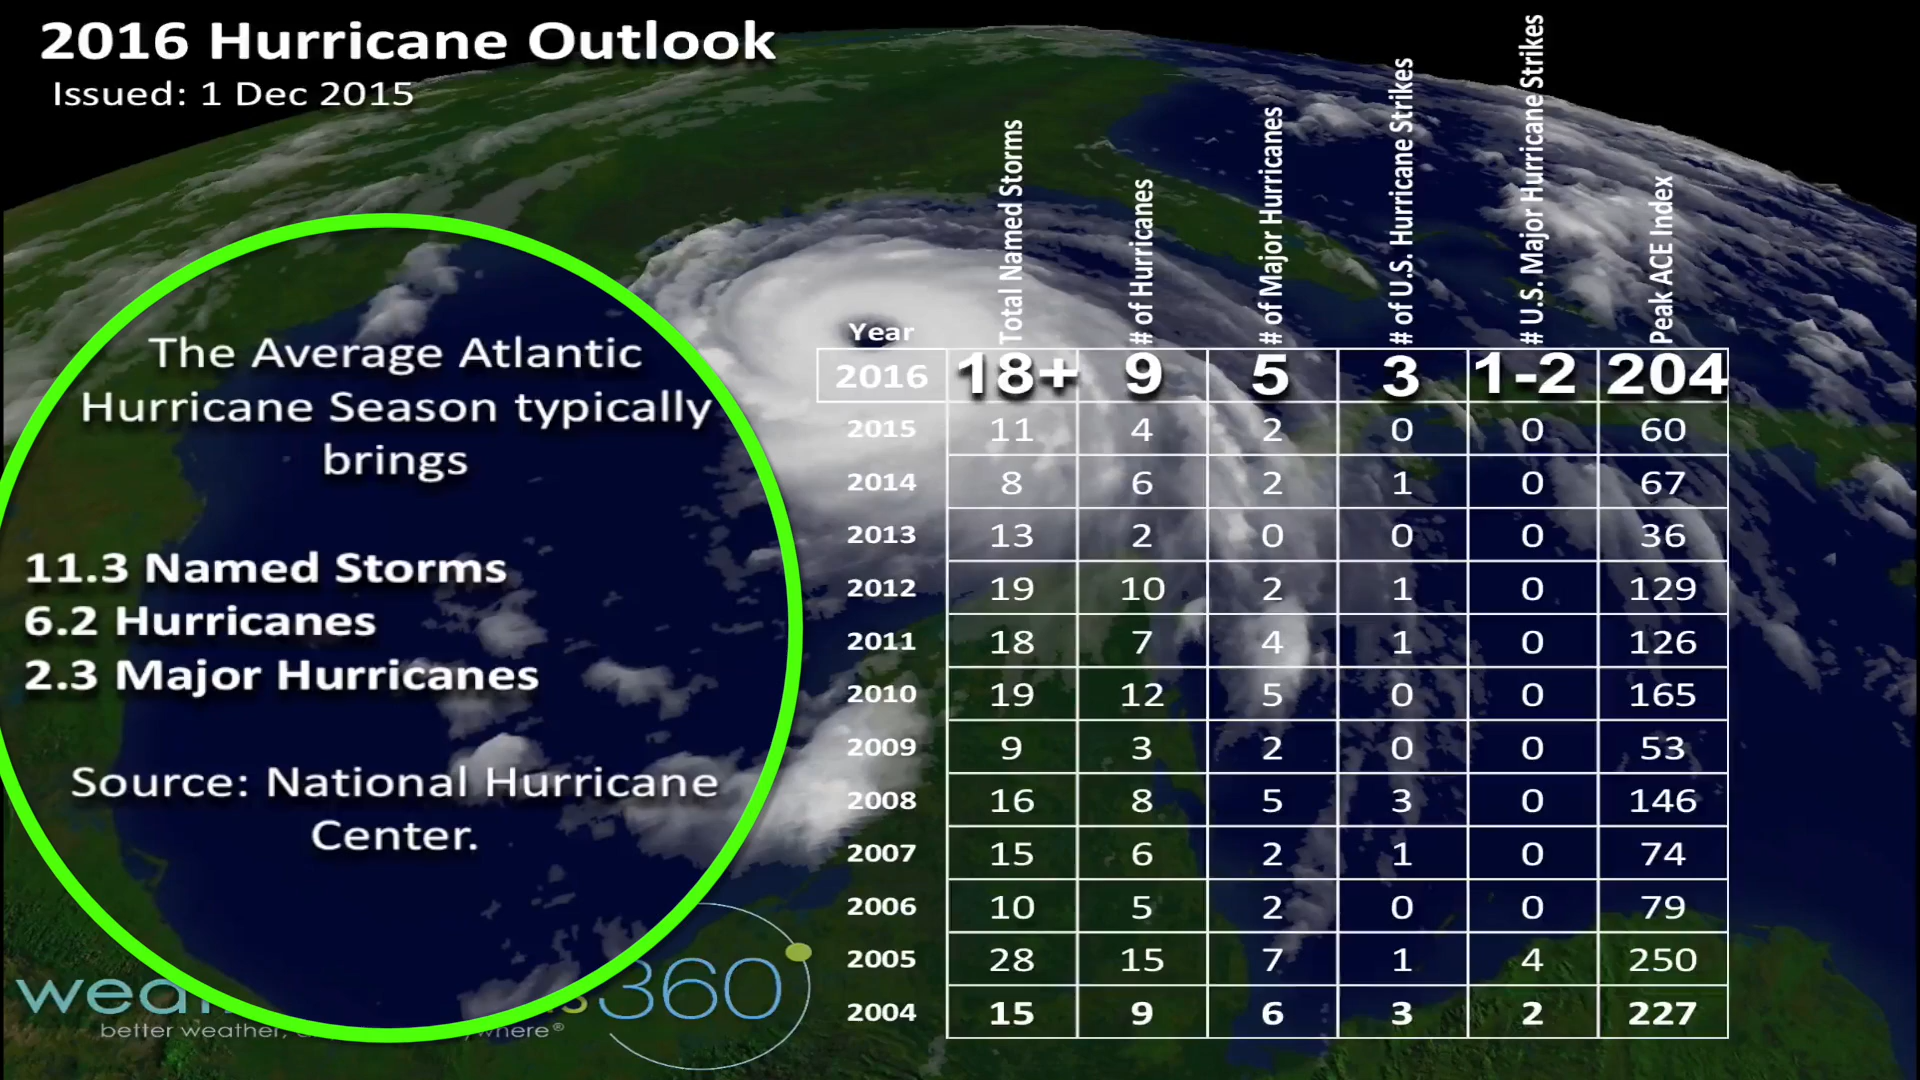 2016 Hurricane Outlook
Issued: 1 Dec 2015
The Average Atlantic
Hurricane Season typically
brings
11.3 Named Storms
6.2 Hurricanes
2.3 Major Hurricanes
Source: National Hurricane
Center.
360
better weather,
Year Total Named Storms # of Hurricanes # of Major Hurricanes # of U.S. Hurricane Strikes # U.S. Major Hurricane Strikes Peak ACE Index
2016 18+ 9 5 3 1-2 204
2015 11 4 2 0 0 60
2014 8 6 2 1 0 67
2013 13 2 0 0 0 36
2012 19 10 2 1 0 129
2011 18 7 4 1 0 126
2010 19 12 5 0 0 165
2009 9 3 2 0 0 53
2008 16 8 5 3 0 146
2007 15 6 2 1 0 74
2006 10 5 2 0 0 79
2005 28 15 7 1 4 250
2004 15 9 6 3 2 227